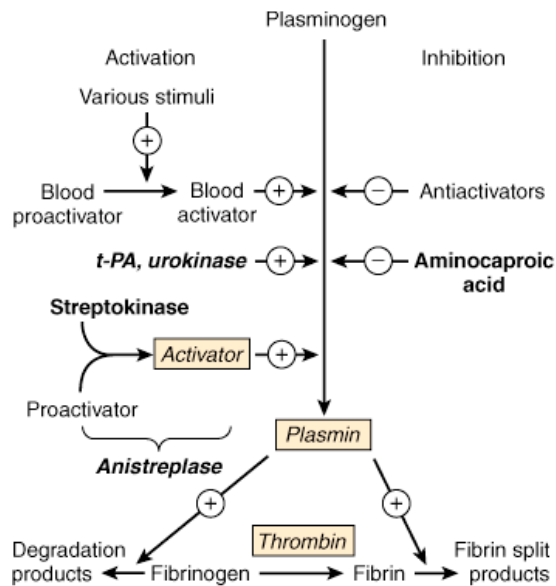 Plasminogen
Activation
Inhibition
Various stimuli
+
Blood
proactivator
Blood
activator
+
−
Antiactivators
t-PA, urokinase
+
−
Aminocaproic
acid
Streptokinase
Activator
+
Proactivator
Anistreplase
Plasmin
+
+
Thrombin
Degradation
products
Fibrinogen
Fibrin
Fibrin split
products